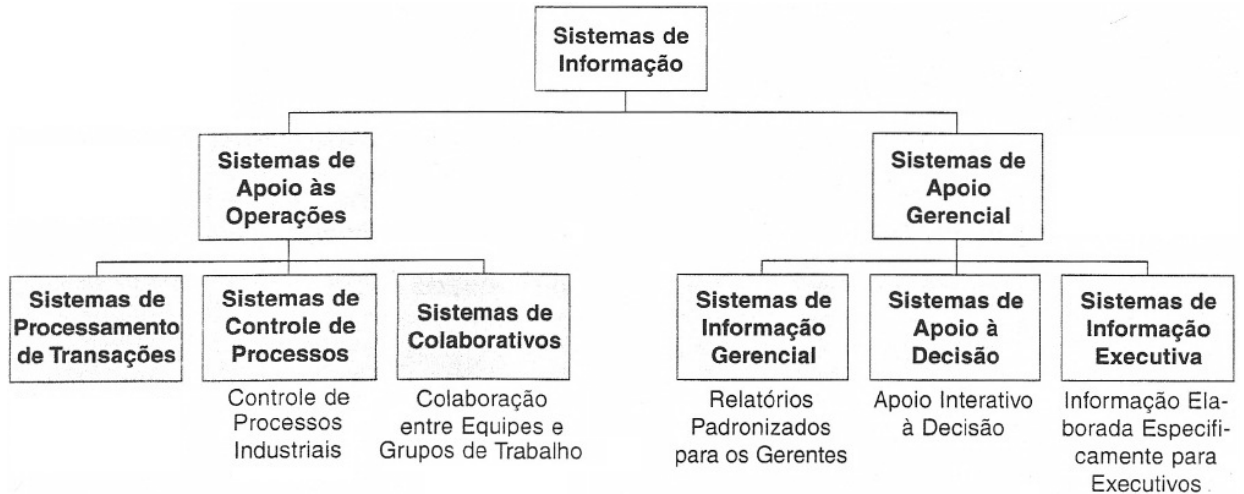 Sistemas de
Informação
Sistemas de
Apoio às
Operações
Sistemas de
Apoio
Gerencial
Sistemas de
Processamento
de Transações
Sistemas de
Controle de
Processos
Controle de
Processos
Industriais
Sistemas de
Colaborativos
Colaboração
entre Equipes e
Grupos de Trabalho
Sistemas de
Informação
Gerencial
Relatórios
Padronizados
para os Gerentes
Sistemas de
Apoio à
Decisão
Apoio Interativo
à Decisão
Sistemas de
Informação
Executiva
Informação Ela-
borada Especifi-
camente para
Executivos